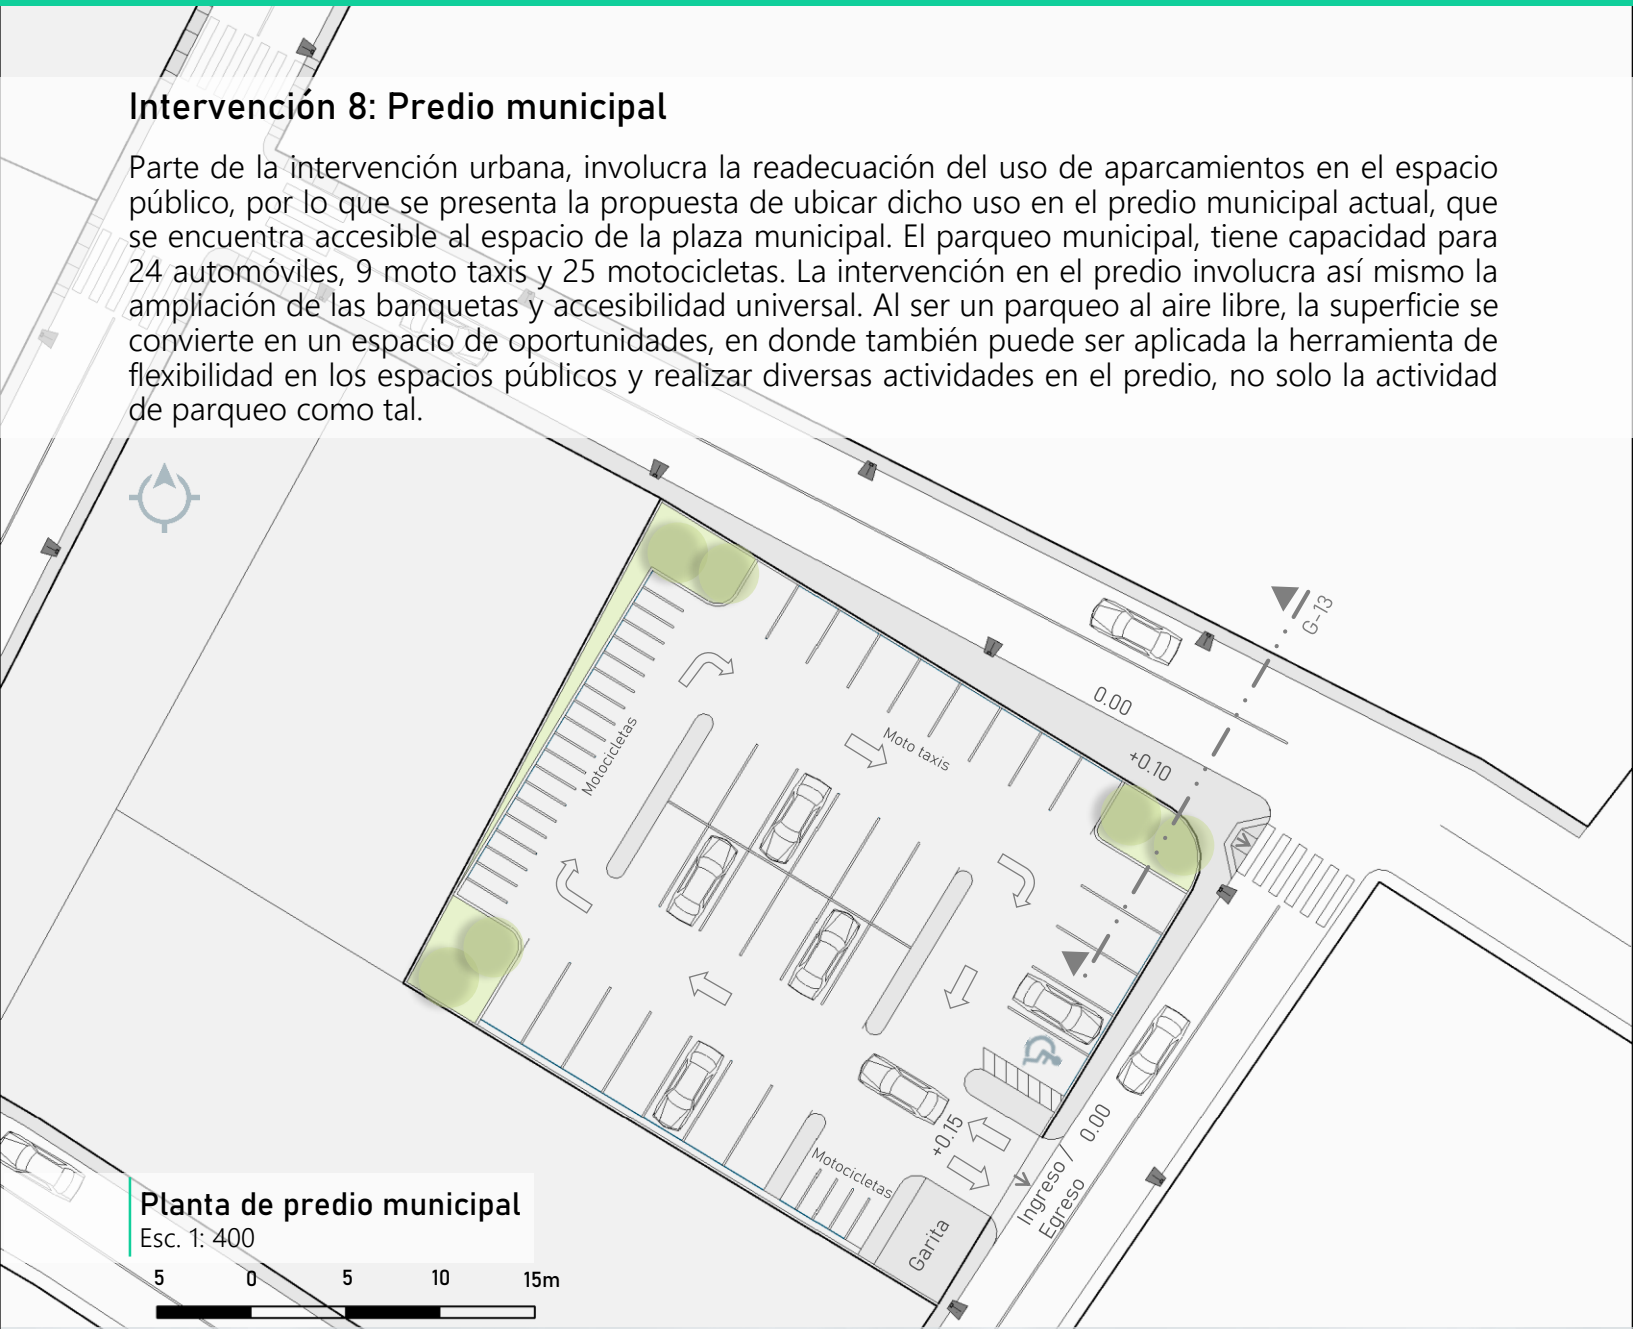 Intervención 8: Predio municipal
Parte de la intervención urbana, involucra la readecuación del uso de aparcamientos en el espacio
público, por lo que se presenta la propuesta de ubicar dicho uso en el predio municipal actual, que
se encuentra accesible al espacio de la plaza municipal. El parqueo municipal, tiene capacidad para
24 automóviles, 9 moto taxis y 25 motocicletas. La intervención en el predio involucra así mismo la
ampliación de las banquetas y accesibilidad universal. Al ser un parqueo al aire libre, la superficie se
convierte en un espacio de oportunidades, en donde también puede ser aplicada la herramienta de
flexibilidad en los espacios públicos y realizar diversas actividades en el predio, no solo la actividad
de parqueo como tal.
G-13
0.00
+0.10
Moto taxis
Motocicletas
+0.15
Motocicletas
Ingreso / 0.00
Egreso
Garita
Planta de predio municipal
Esc. 1: 400
5 0 5 10 15m